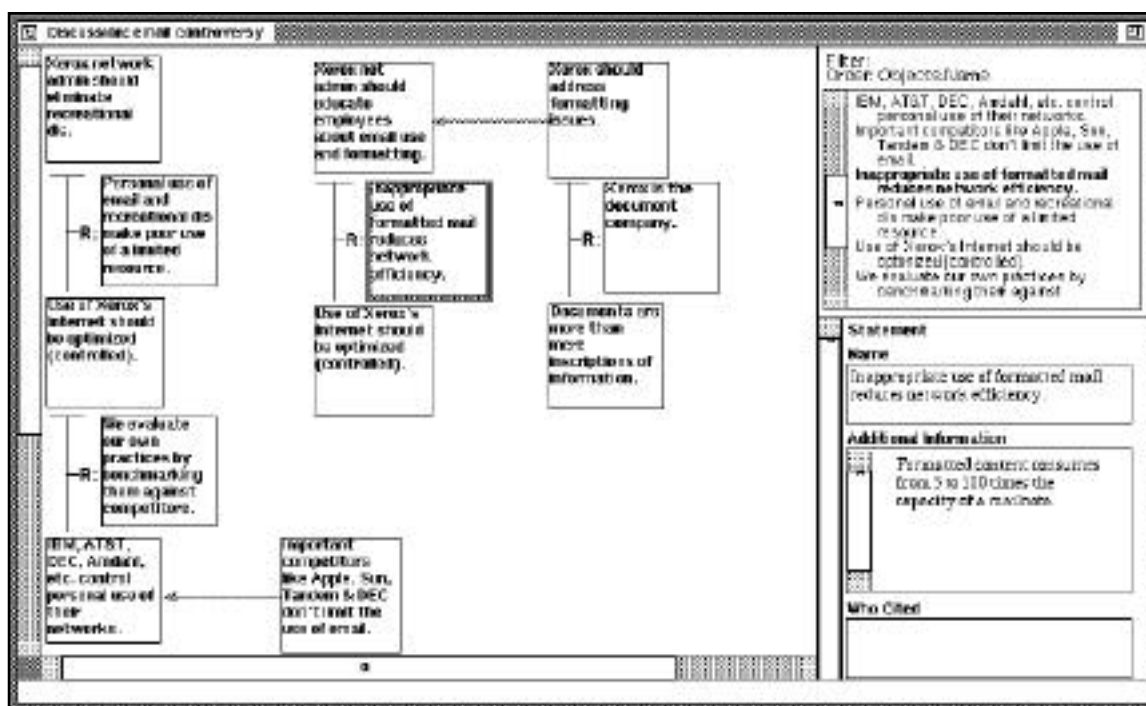 Discussion: email controversy
Xerox network
admin should
eliminate
recreational
dls.
Xerox net
admin should
educate
employees
about email use
and formatting.
Xerox should
address
formatting
issues.
R:
Personal use of
email and
recreational dls
make poor use
of a limited
resource.
R:
Inappropriate
use of
formatted mail
reduces
network
efficiency.
R:
Xerox is the
document
company.
Use of Xerox's
internet should
be optimized
(controlled).
Use of Xerox's
internet should
be optimized
(controlled).
Documents are
more than
mere
inscriptions of
information.
R:
We evaluate
our own
practices by
benchmarking
them against
competitors.
IBM, AT&T,
DEC, Amdahl,
etc. control
personal use of
their
networks.
Important
competitors
like Apple, Sun,
Tandem & DEC
don't limit the
use of email.
Filter:
Order: Objects:Name
IBM, AT&T, DEC, Amdahl, etc. control
personal use of their networks.
Important competitors like Apple, Sun,
Tandem & DEC don't limit the use of
email.
Inappropriate use of formatted mail
reduces network efficiency.
Personal use of email and recreational
dls make poor use of a limited
resource.
Use of Xerox's Internet should be
optimized (controlled).
We evaluate our own practices by
benchmarking them against
Statement
Name
Inappropriate use of formatted mail
reduces network efficiency.
Additional Information
Formatted content consumes
from 5 to 100 times the
capacity of a mailnote.
Who Cited